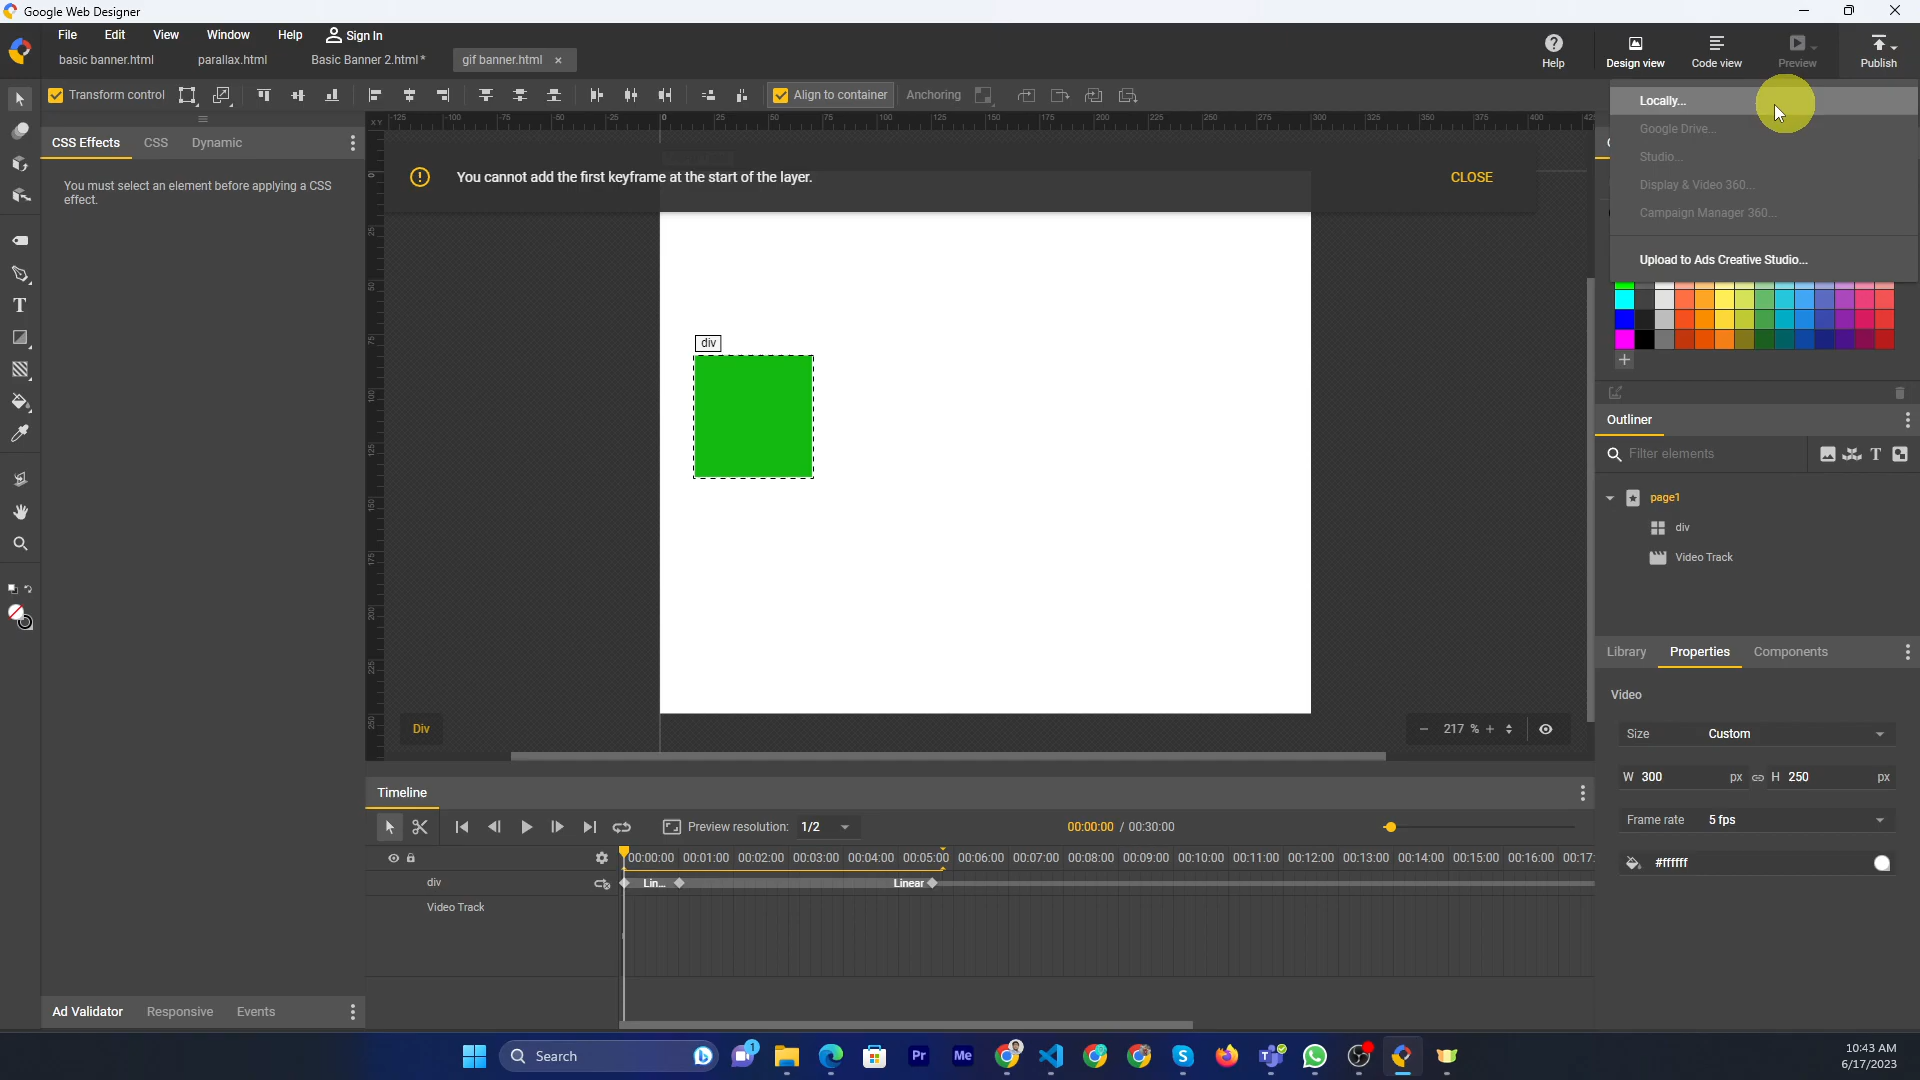 Google Web Designer
File Edit View Window Help Sign In
basic banner.html parallax.html Basic Banner 2.html* gif banner.html ×
Help Design view Code view Preview Publish
Transform control Align to container Anchoring
Locally...
Google Drive...
Studio...
Display & Video 360...
Campaign Manager 360...
Upload to Ads Creative Studio...
CSS Effects CSS Dynamic
You must select an element before applying a CSS
effect.
You cannot add the first keyframe at the start of the layer. CLOSE
div
Div
217 %
Outliner
Filter elements
page1
div
Video Track
Library Properties Components
Video
Size Custom
W 300 px H 250 px
Frame rate 5 fps
#ffffff
Timeline
Preview resolution: 1/2 00:00:00 / 00:30:00
00:00:00 00:01:00 00:02:00 00:03:00 00:04:00 00:05:00 00:06:00 00:07:00 00:08:00 00:09:00 00:10:00 00:11:00 00:12:00 00:13:00 00:14:00 00:15:00 00:16:00 00:17:
div Lin... Linear
Video Track
Ad Validator Responsive Events
Search
1
Pr Me
10:43 AM
6/17/2023